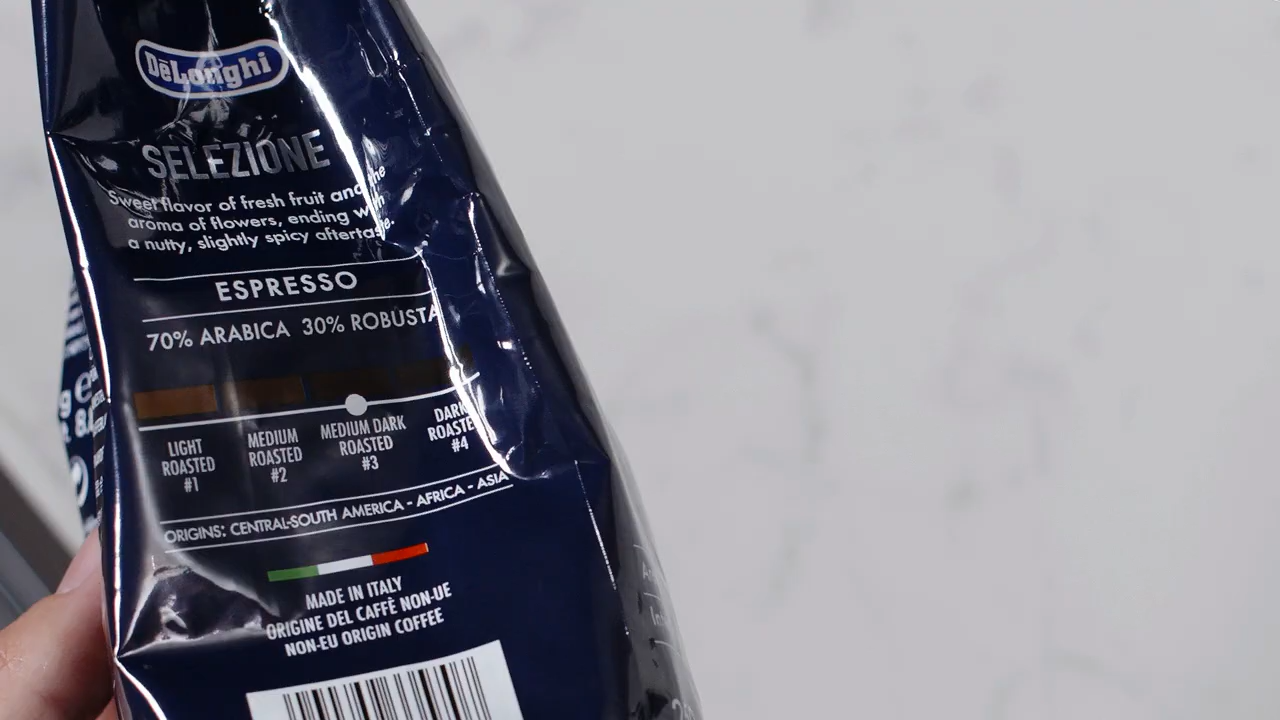 DēLonghi
SELEZIONE
Sweet flavor of fresh fruit and the
aroma of flowers, ending with
a nutty, slightly spicy aftertaste.
ESPRESSO
70% ARABICA 30% ROBUSTA
LIGHT
ROASTED
#1
MEDIUM
ROASTED
#2
MEDIUM DARK
ROASTED
#3
DARK
ROASTED
#4
ORIGINS: CENTRAL-SOUTH AMERICA - AFRICA - ASIA
MADE IN ITALY
ORIGINE DEL CAFFÈ NON-UE
NON-EU ORIGIN COFFEE